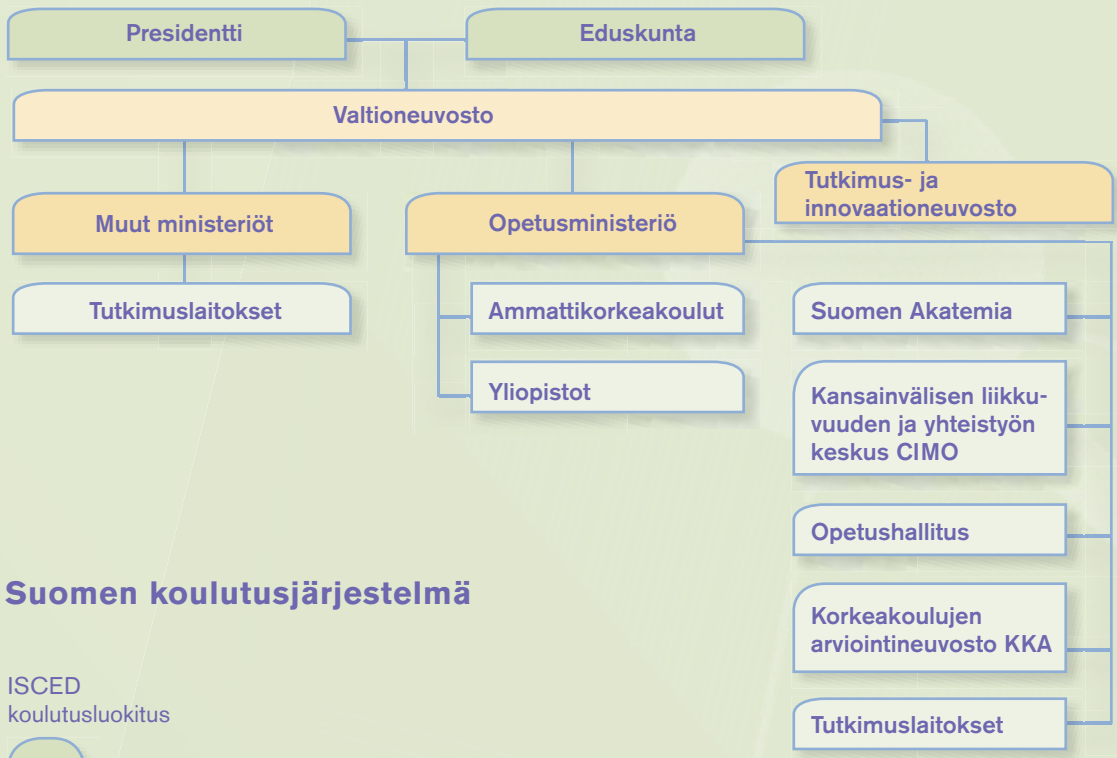 Presidentti
Eduskunta
Valtioneuvosto
Tutkimus- ja
innovaationeuvosto
Muut ministeriöt
Opetusministeriö
Tutkimuslaitokset
Ammattikorkeakoulut
Yliopistot
Suomen Akatemia
Kansainvälisen liikku-
vuuden ja yhteistyön
keskus CIMO
Opetushallitus
Korkeakoulujen
arviointineuvosto KKA
Tutkimuslaitokset
Suomen koulutusjärjestelmä
ISCED
koulutusluokitus